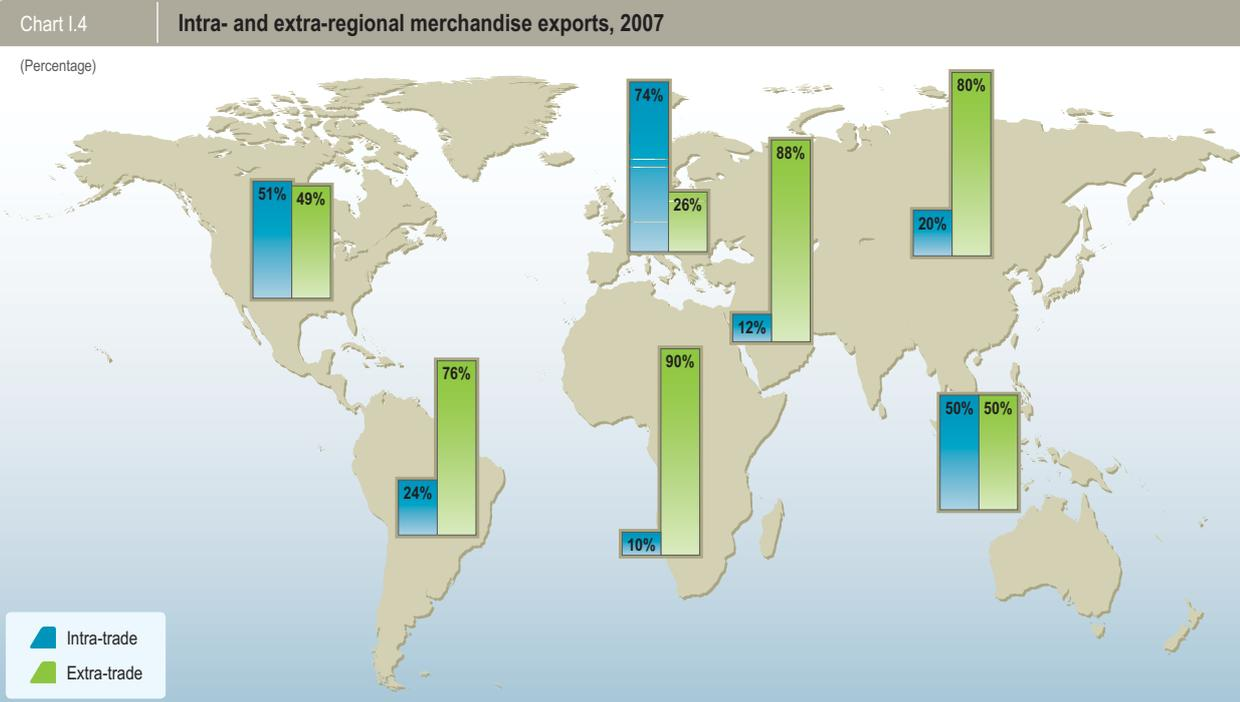 Chart I.4
Intra- and extra-regional merchandise exports, 2007
(Percentage)
74%
80%
88%
51%
49%
26%
20%
12%
90%
76%
50%
50%
24%
10%
Intra-trade
Extra-trade